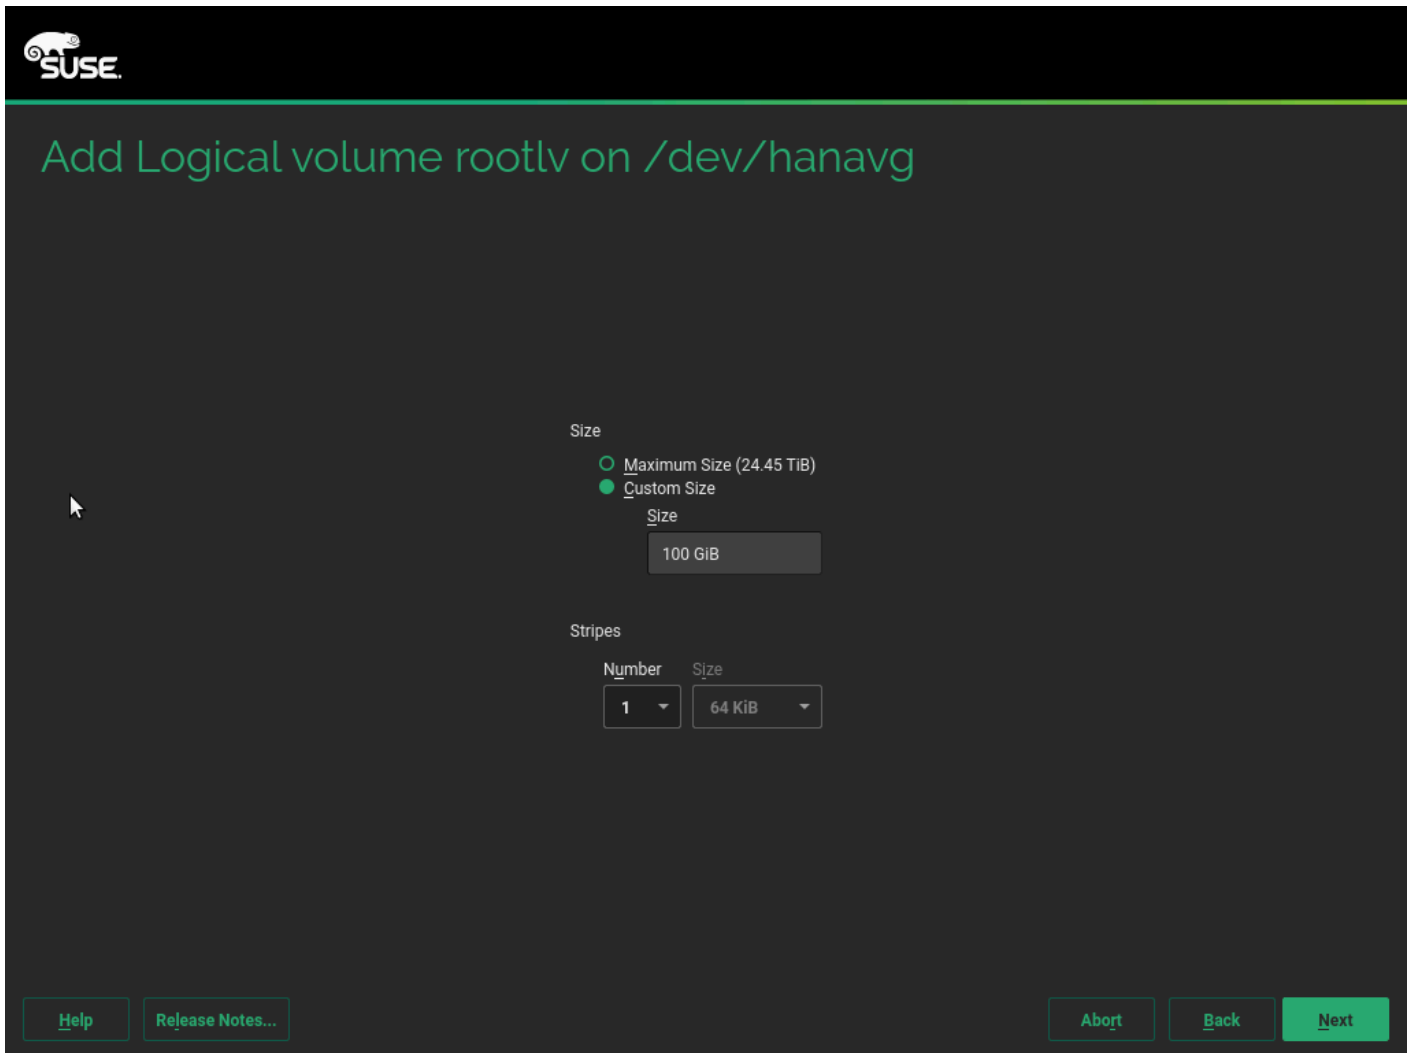 SUSE.
Add Logical volume rootlv on /dev/hanavg
Size
Maximum Size (24.45 TiB)
Custom Size
Size
100 GiB
Stripes
Number Size
1 64 KiB
Help Release Notes... Abort Back Next